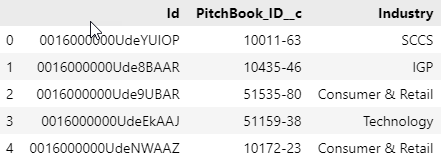 Id PitchBook_ID__c Industry
0 0016000000UdeYUIOP 10011-63 SCCS
1 0016000000Ude8BAAR 10435-46 IGP
2 0016000000Ude9UBAR 51535-80 Consumer & Retail
3 0016000000UdeEkAAJ 51159-38 Technology
4 0016000000UdeNWAAZ 10172-23 Consumer & Retail